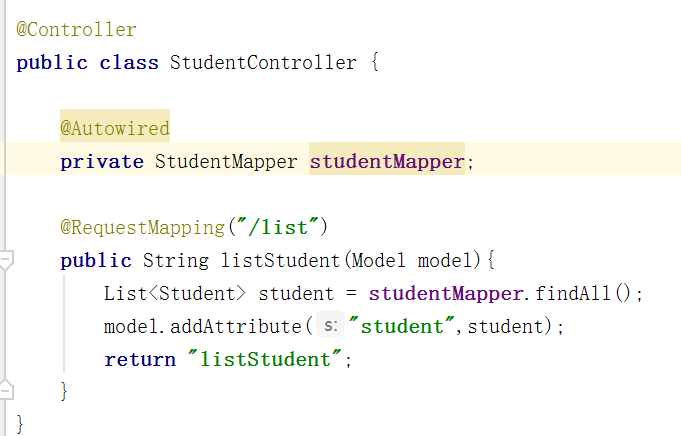 @Controller
public class StudentController {
@Autowired
private StudentMapper studentMapper;
@RequestMapping("/list")
public String listStudent(Model model){
List<Student> student = studentMapper.findAll();
model.addAttribute( s: "student",student);
return "listStudent";
}
}